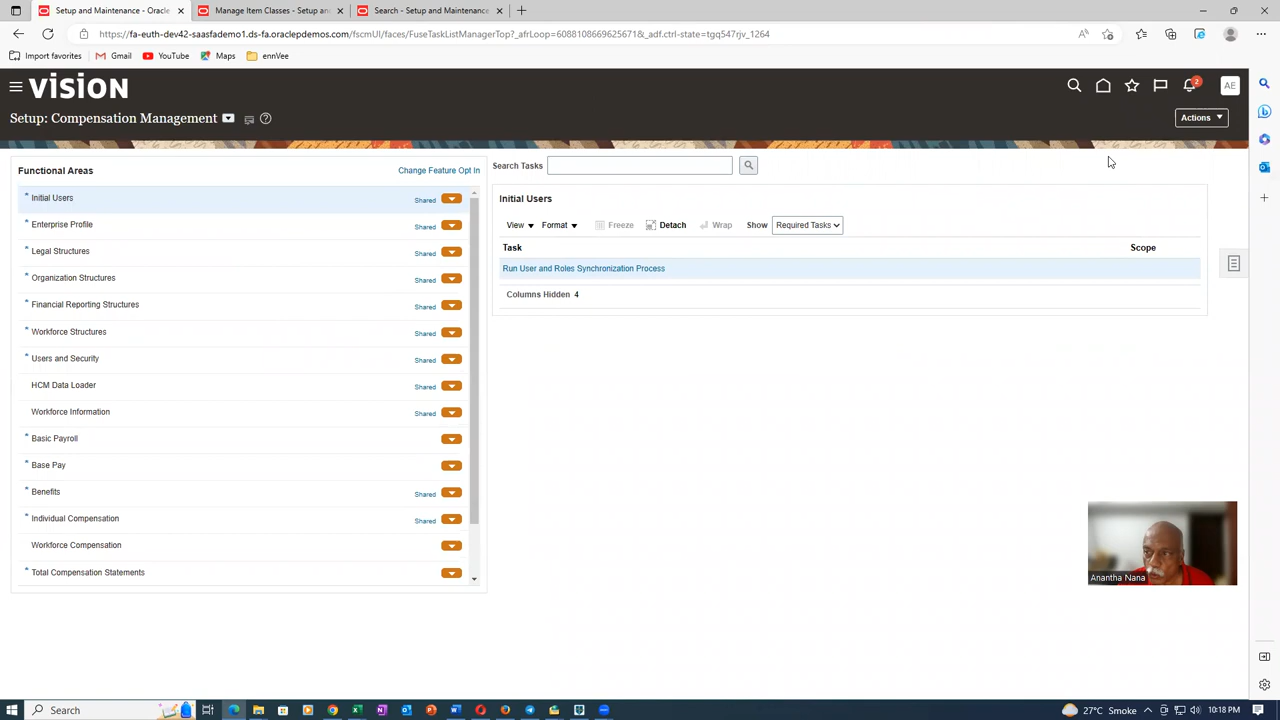 Setup and Maintenance - Oracle
Manage Item Classes - Setup and
Search - Setup and Maintenance
https://fa-euth-dev42-saasfademo1.ds-fa.oraclepdemos.com/fscmUI/faces/FuseTaskListManagerTop?_afrLoop=6088108669625671&_adf.ctrl-state=tgq547rjv_1264
Import favorites
Gmail
YouTube
Maps
ennVee
VISION
2
AE
Setup: Compensation Management
Actions
Functional Areas
Change Feature Opt In
Search Tasks
* Initial Users Shared
* Enterprise Profile Shared
* Legal Structures Shared
* Organization Structures Shared
* Financial Reporting Structures Shared
* Workforce Structures Shared
* Users and Security Shared
HCM Data Loader Shared
Workforce Information Shared
* Basic Payroll
* Base Pay
* Benefits Shared
* Individual Compensation Shared
Workforce Compensation
* Total Compensation Statements
Initial Users
View Format Freeze Detach Wrap Show Required Tasks
Task Scope
Run User and Roles Synchronization Process
Columns Hidden 4
Anantha Nana
Search
27°C Smoke
10:18 PM